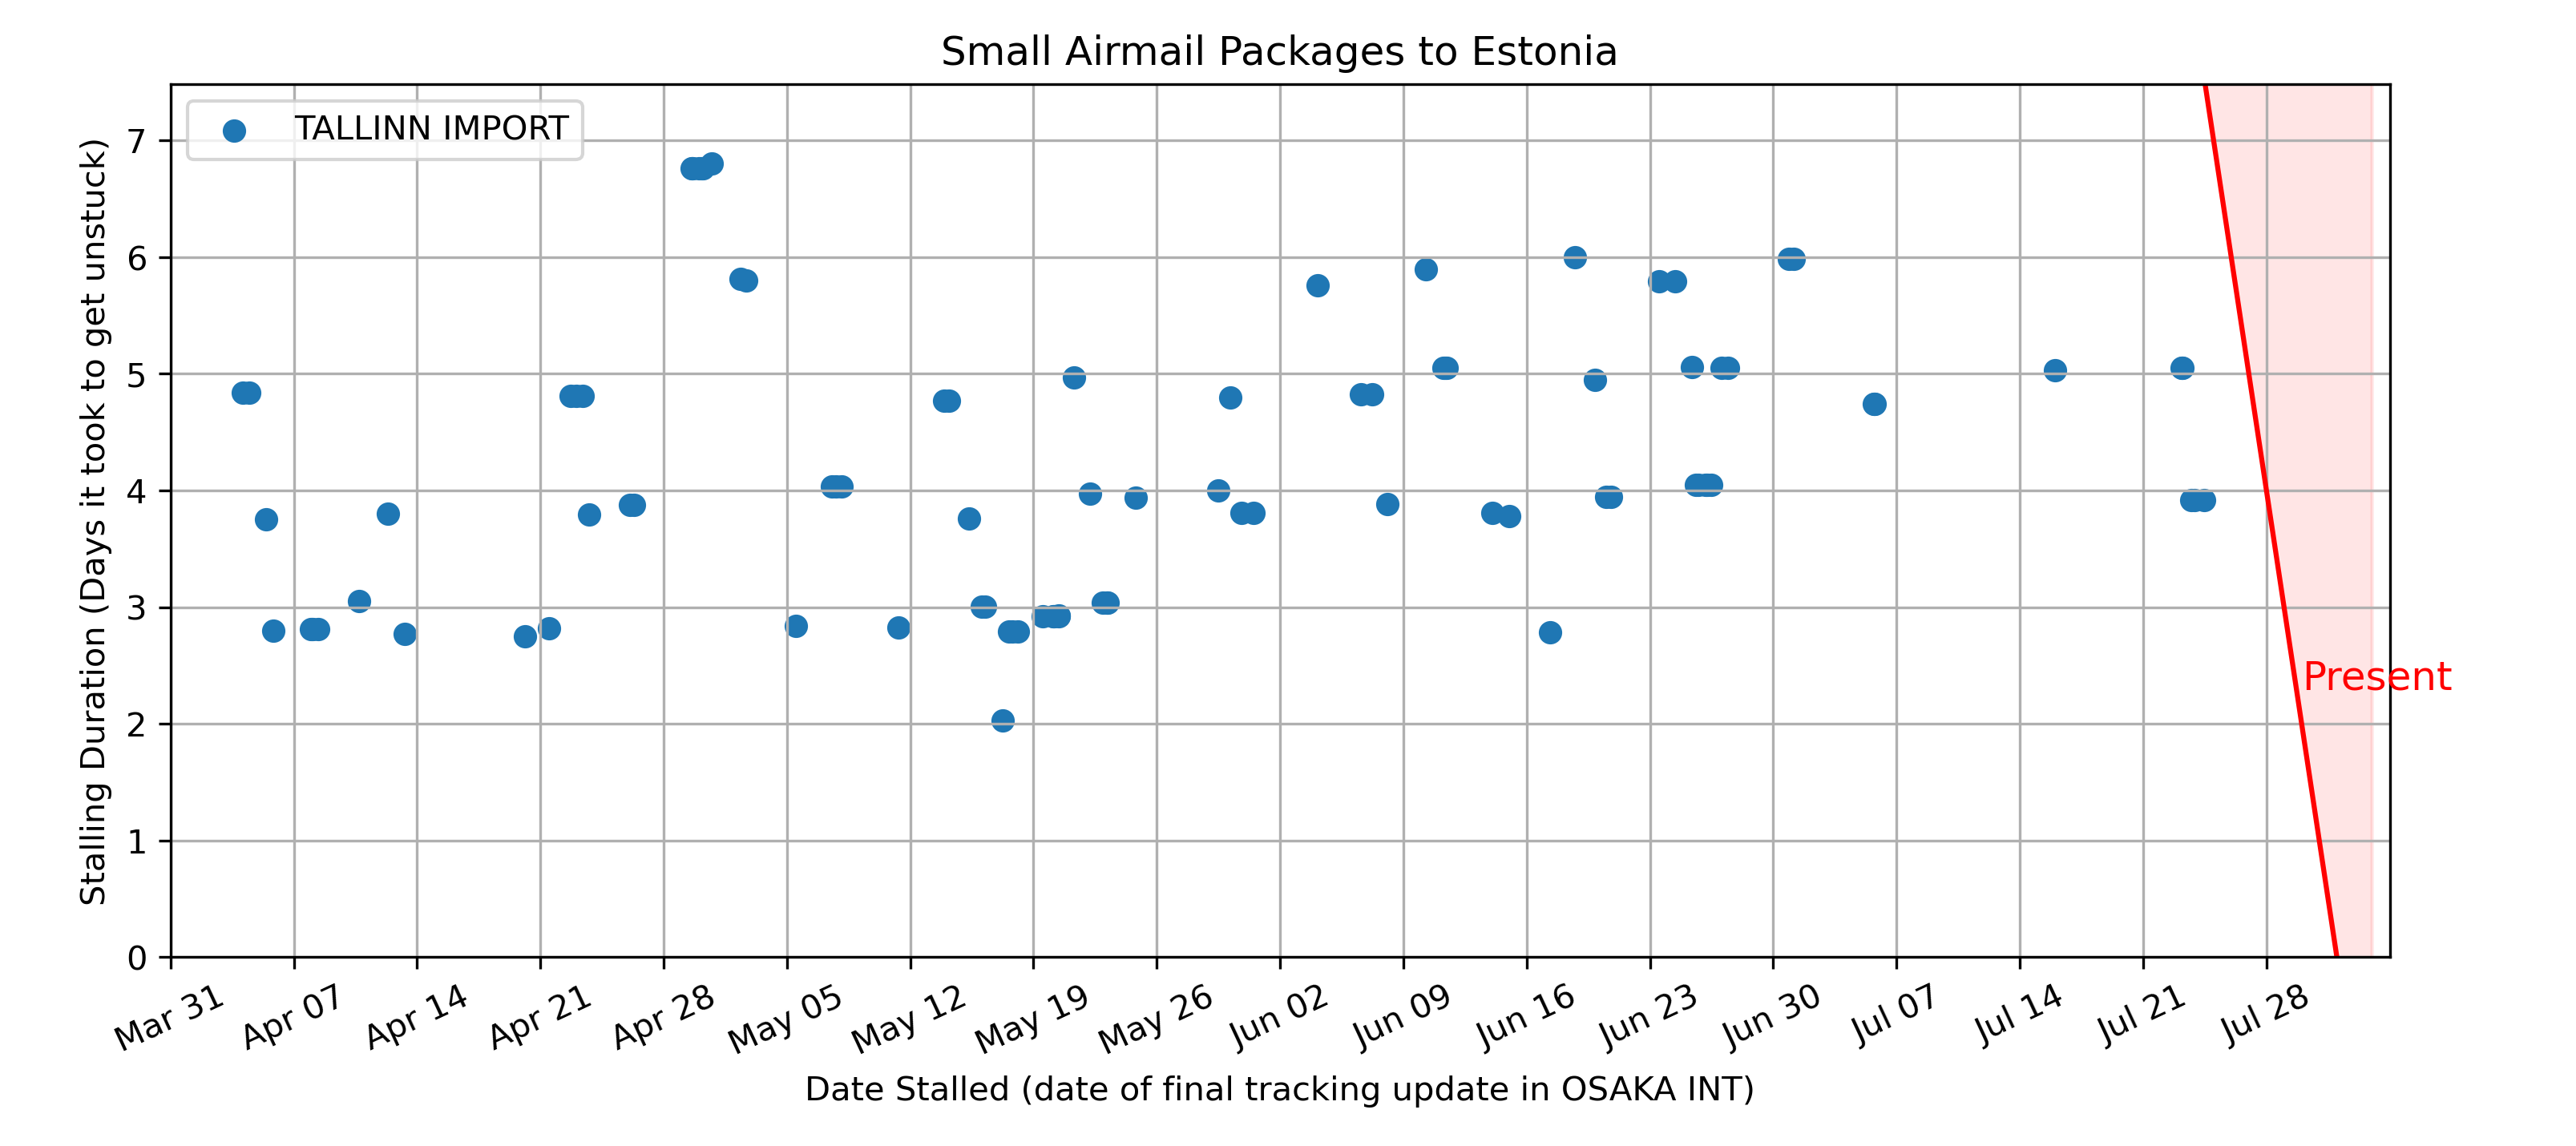 Small Airmail Packages to Estonia
TALLINN IMPORT
7
6
5
4
3
2
1
0
Stalling Duration (Days it took to get unstuck)
Present
Mar 31 Apr 07 Apr 14 Apr 21 Apr 28 May 05 May 12 May 19 May 26 Jun 02 Jun 09 Jun 16 Jun 23 Jun 30 Jul 07 Jul 14 Jul 21 Jul 28
Date Stalled (date of final tracking update in OSAKA INT)